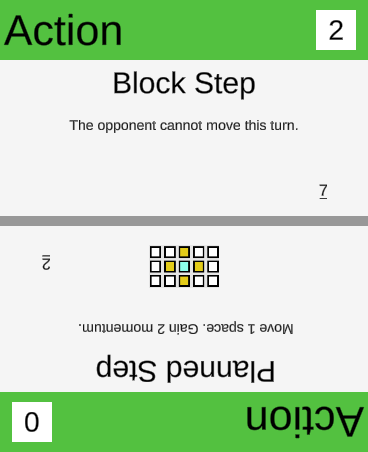 Action
2
Block Step
The opponent cannot move this turn.
7
Action
0
Planned Step
Move 1 space. Gain 2 momentum.
2